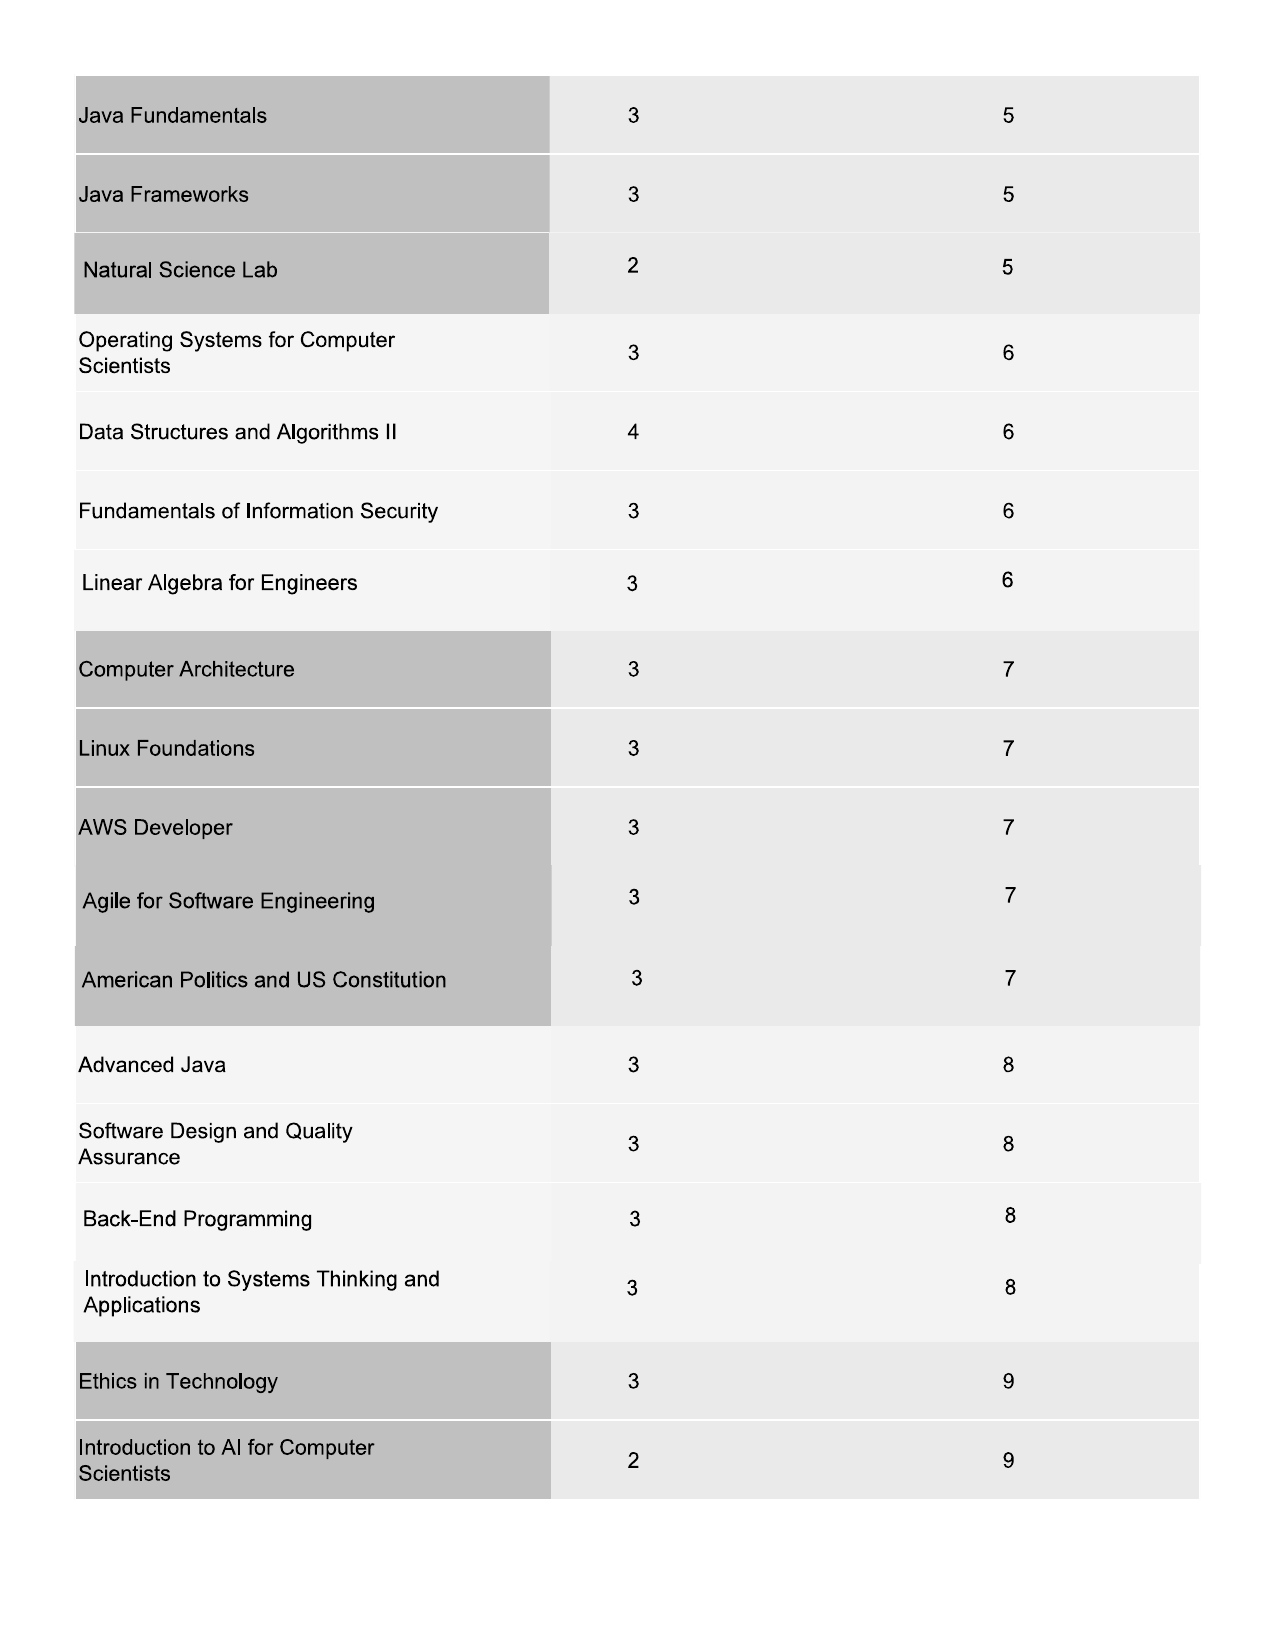 Java Fundamentals 3 5
Java Frameworks 3 5
Natural Science Lab 2 5
Operating Systems for Computer
Scientists 3 6
Data Structures and Algorithms II 4 6
Fundamentals of Information Security 3 6
Linear Algebra for Engineers 3 6
Computer Architecture 3 7
Linux Foundations 3 7
AWS Developer 3 7
Agile for Software Engineering 3 7
American Politics and US Constitution 3 7
Advanced Java 3 8
Software Design and Quality
Assurance 3 8
Back-End Programming 3 8
Introduction to Systems Thinking and
Applications 3 8
Ethics in Technology 3 9
Introduction to AI for Computer
Scientists 2 9